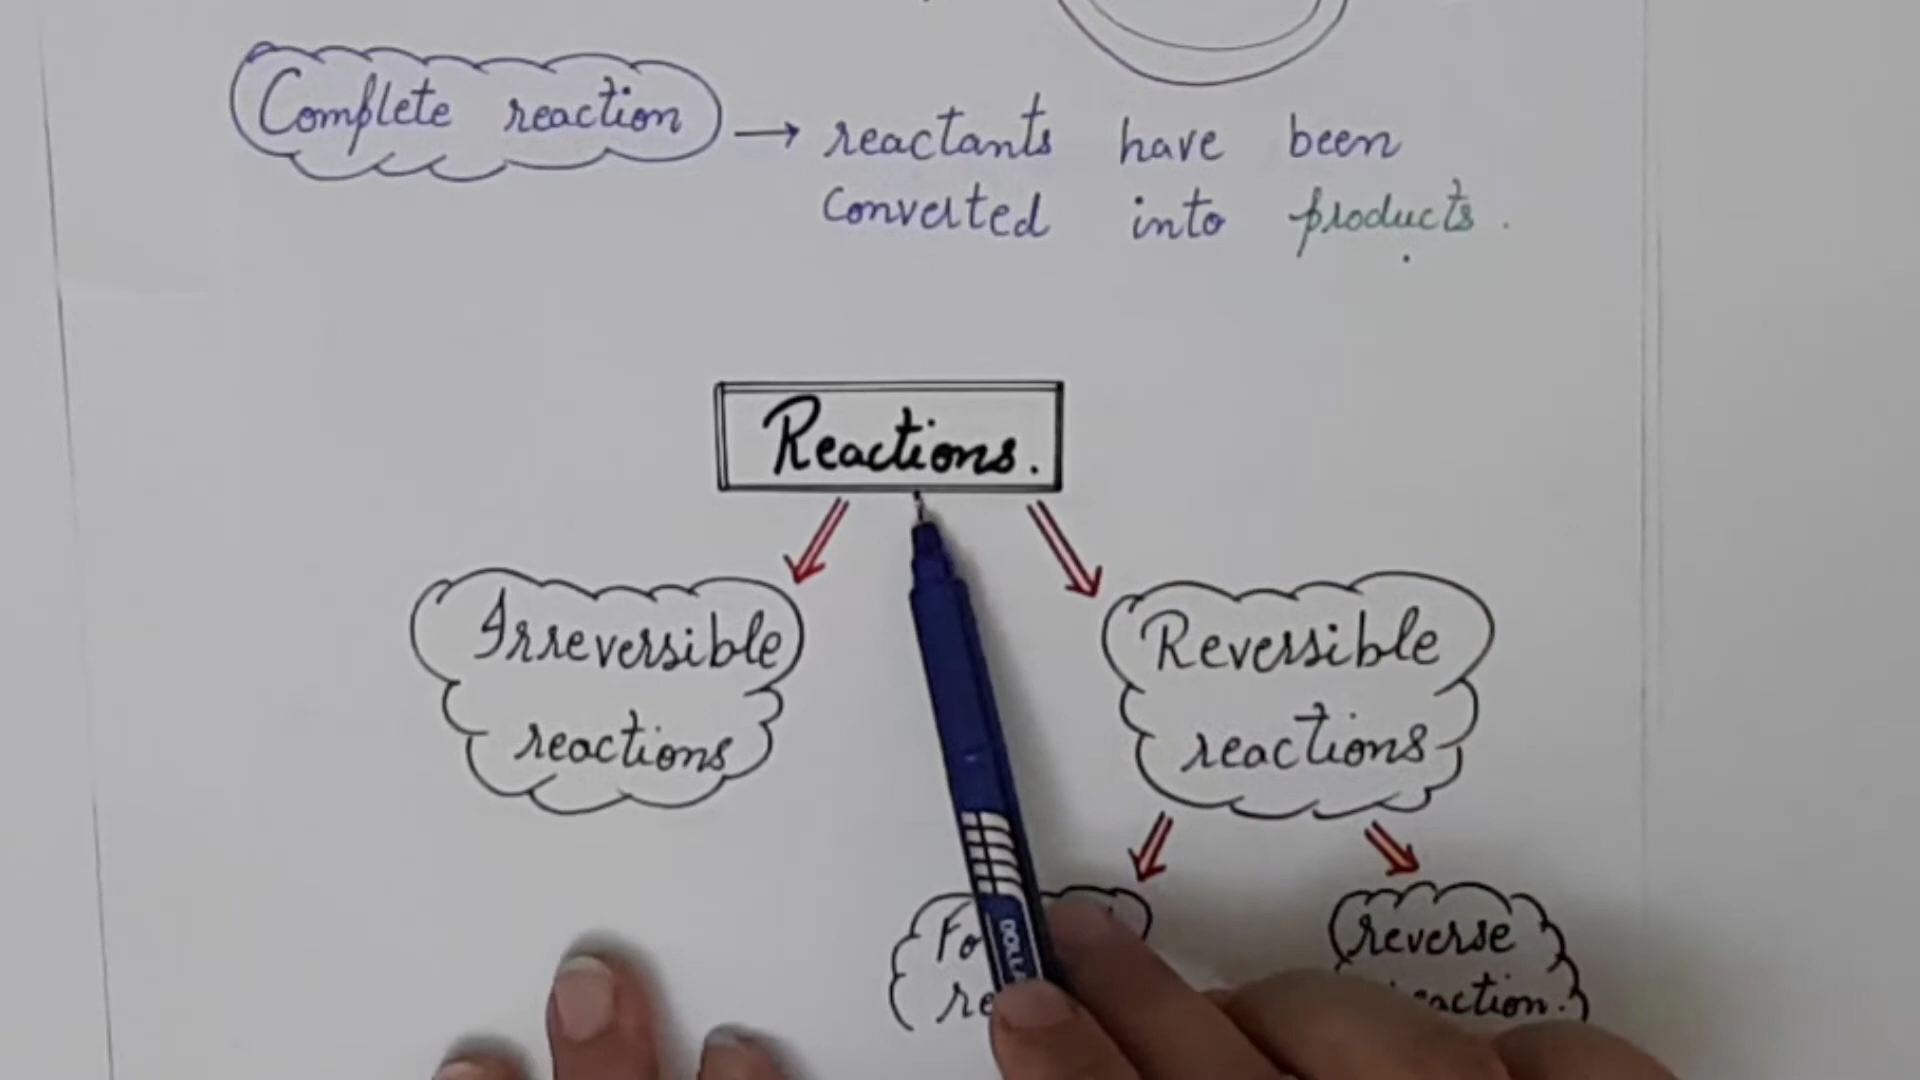 Complete reaction → reactants have been
converted into products.
Reactions.
Irreversible
reactions
Reversible
reactions
reverse